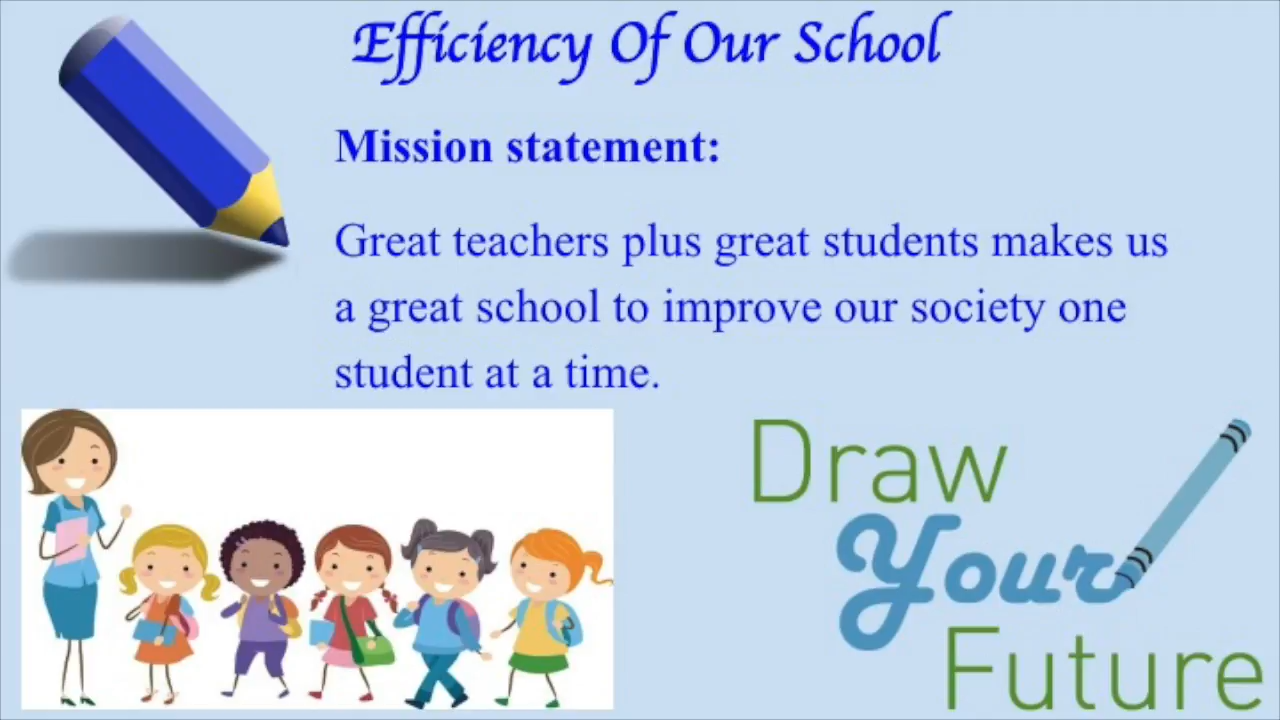 Efficiency Of Our School
Mission statement:
Great teachers plus great students makes us
a great school to improve our society one
student at a time.
Draw
Your
Future